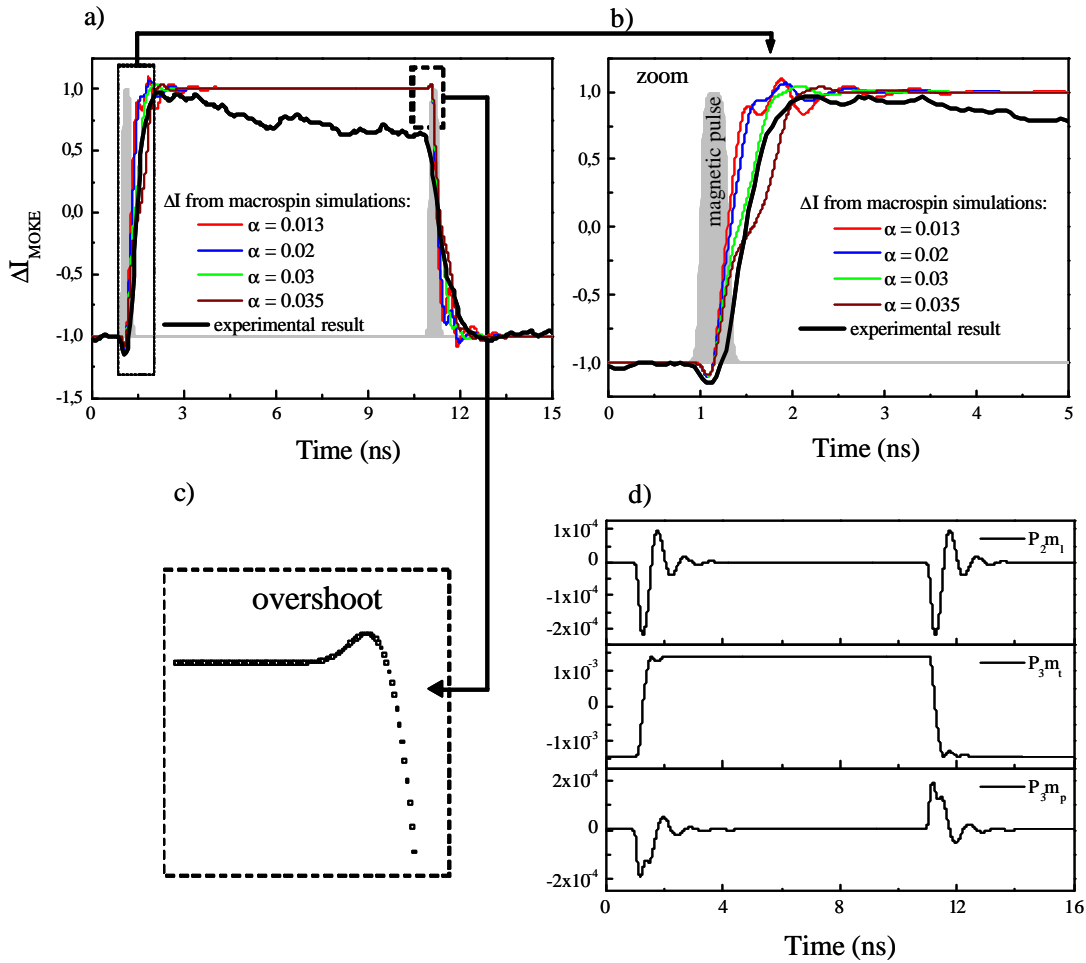 a)
1,0
0,5
0,0
-0,5
-1,0
-1,5
ΔI_MOKE
ΔI from macrospin simulations:
α = 0.013
α = 0.02
α = 0.03
α = 0.035
experimental result
0 3 6 9 12 15
Time (ns)
b)
zoom
magnetic pulse
1,0
0,5
0,0
-0,5
-1,0
ΔI from macrospin simulations:
α = 0.013
α = 0.02
α = 0.03
α = 0.035
experimental result
0 1 2 3 4 5
Time (ns)
c)
overshoot
d)
1x10⁻⁴
0
-1x10⁻⁴
-2x10⁻⁴
P₂m₁
1x10⁻³
0
-1x10⁻³
P₃mₜ
2x10⁻⁴
0
-2x10⁻⁴
P₃mₚ
0 4 8 12 16
Time (ns)